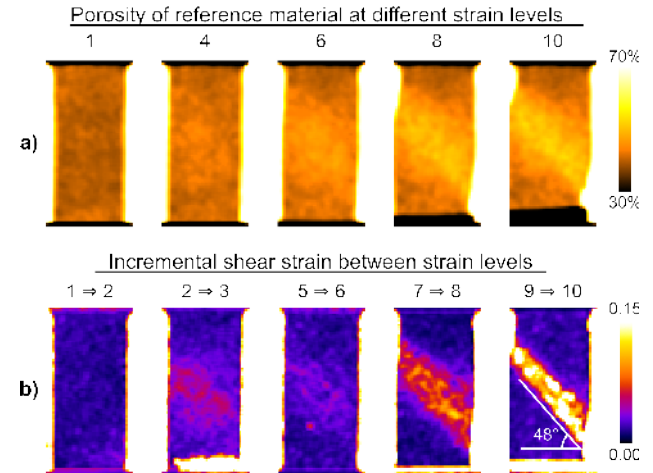 Porosity of reference material at different strain levels
1 4 6 8 10
70%
a)
30%
Incremental shear strain between strain levels
1 ⇒ 2 2 ⇒ 3 5 ⇒ 6 7 ⇒ 8 9 ⇒ 10
0.15
b)
48°
0.00